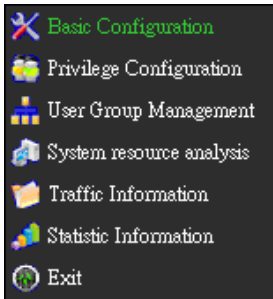 Basic Configuration
Privilege Configuration
User Group Management
System resource analysis
Traffic Information
Statistic Information
Exit